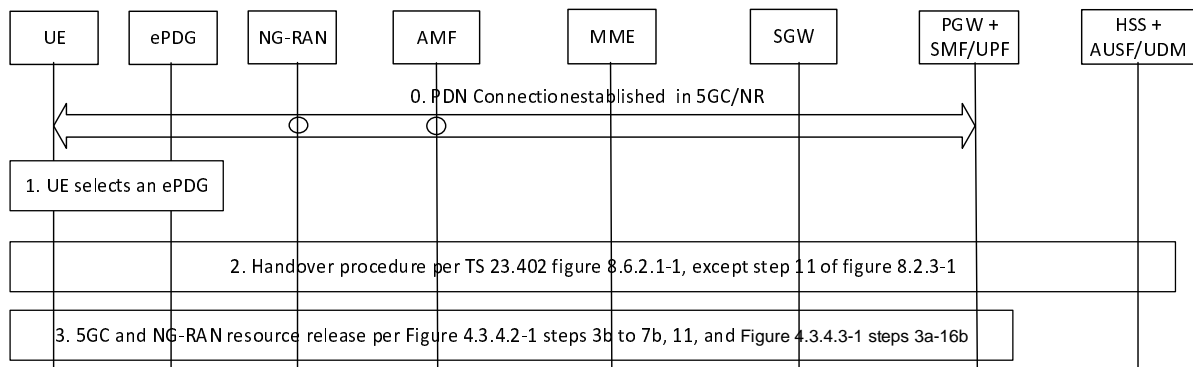 UE
ePDG
NG-RAN
AMF
MME
SGW
PGW +
SMF/UPF
HSS +
AUSF/UDM
0. PDN Connectionestablished in 5GC/NR
1. UE selects an ePDG
2. Handover procedure per TS 23.402 figure 8.6.2.1-1, except step 11 of figure 8.2.3-1
3. 5GC and NG-RAN resource release per Figure 4.3.4.2-1 steps 3b to 7b, 11, and Figure 4.3.4.3-1 steps 3a-16b